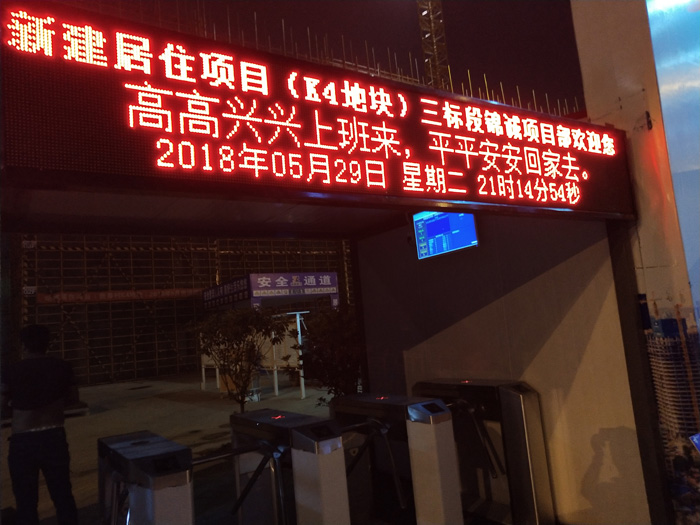 新建居住项目（K4地块）三标段锦诚项目部欢迎您
高高兴兴上班来，平平安安回家去。
2018年05月29日 星期二 21时14分54秒
安全通道